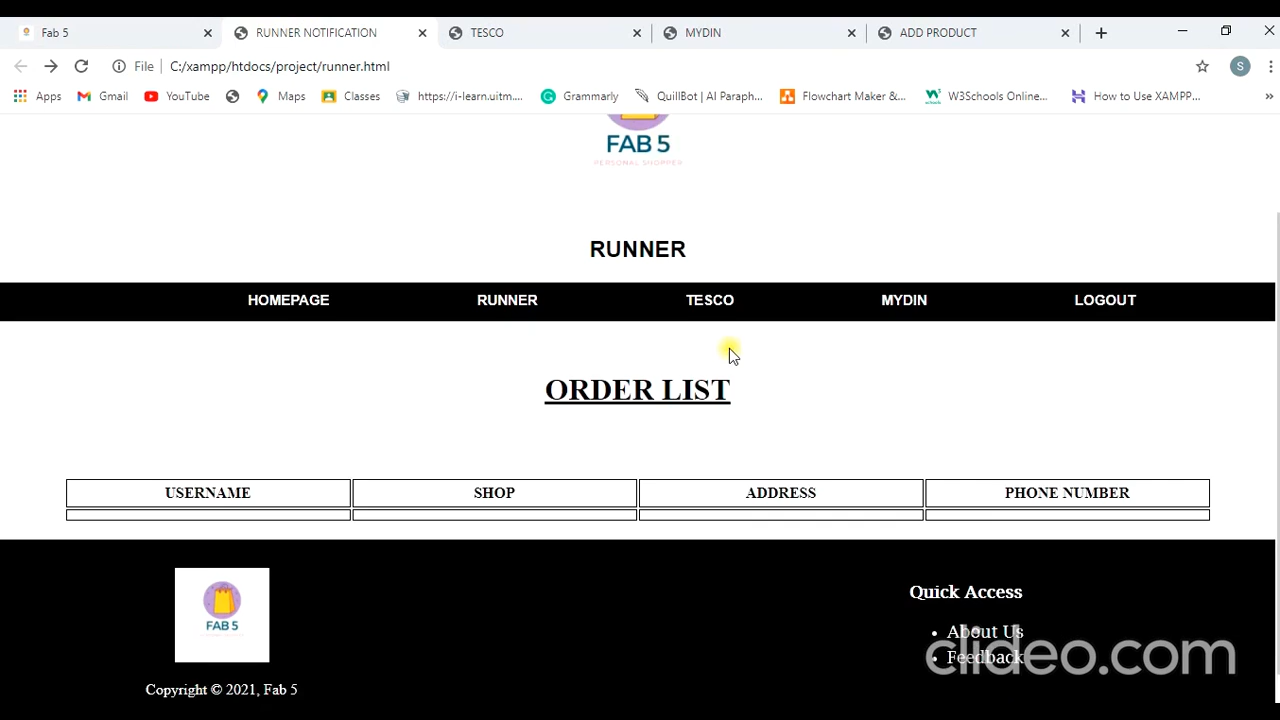 Fab 5
RUNNER NOTIFICATION
TESCO
MYDIN
ADD PRODUCT
File
C:/xampp/htdocs/project/runner.html
S
Apps
Gmail
YouTube
Maps
Classes
https://i-learn.uitm....
Grammarly
QuillBot | AI Paraph...
Flowchart Maker &...
W3Schools Online...
How to Use XAMPP...
»
FAB 5
PERSONAL SHOPPER
RUNNER
HOMEPAGE RUNNER TESCO MYDIN LOGOUT
ORDER LIST
USERNAME SHOP ADDRESS PHONE NUMBER
FAB 5
Copyright © 2021, Fab 5
Quick Access
• About Us
• Feedback
clideo.com